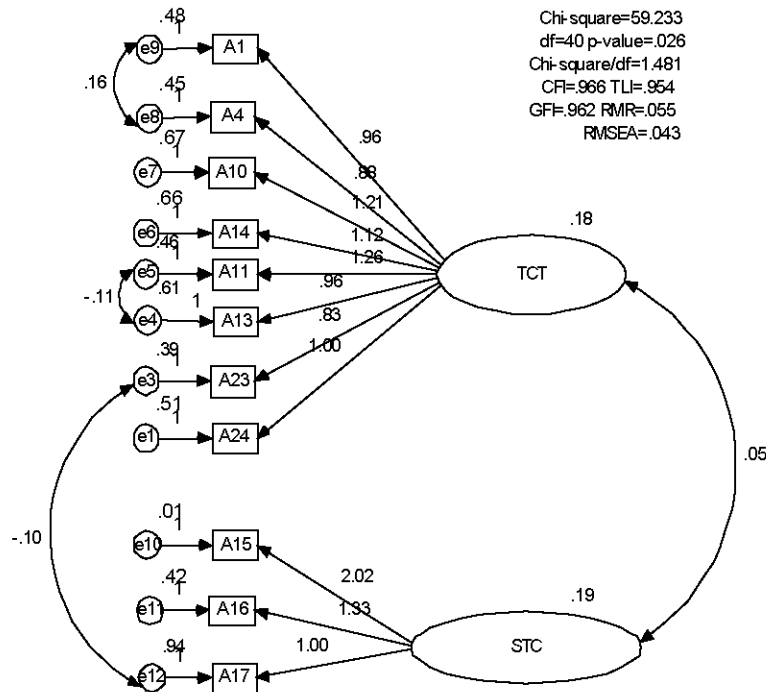 Chi-square=59.233
df=40 p-value=.026
Chi-square/df=1.481
CFI=.966 TLI=.954
GFI=.962 RMR=.055
RMSEA=.043
.48
1
e9
A1
.16
.45
1
e8
A4
.96
.67
1
e7
A10
.88
.66
1
e6
A14
1.21
.46
1
e5
A11
1.12
1.26
TCT
.18
-.11
.61
1
e4
A13
.96
.39
1
e3
A23
.83
.51
1
e1
A24
1.00
.05
-.10
.01
1
e10
A15
2.02
.42
1
e11
A16
1.33
.19
STC
.94
1
e12
A17
1.00